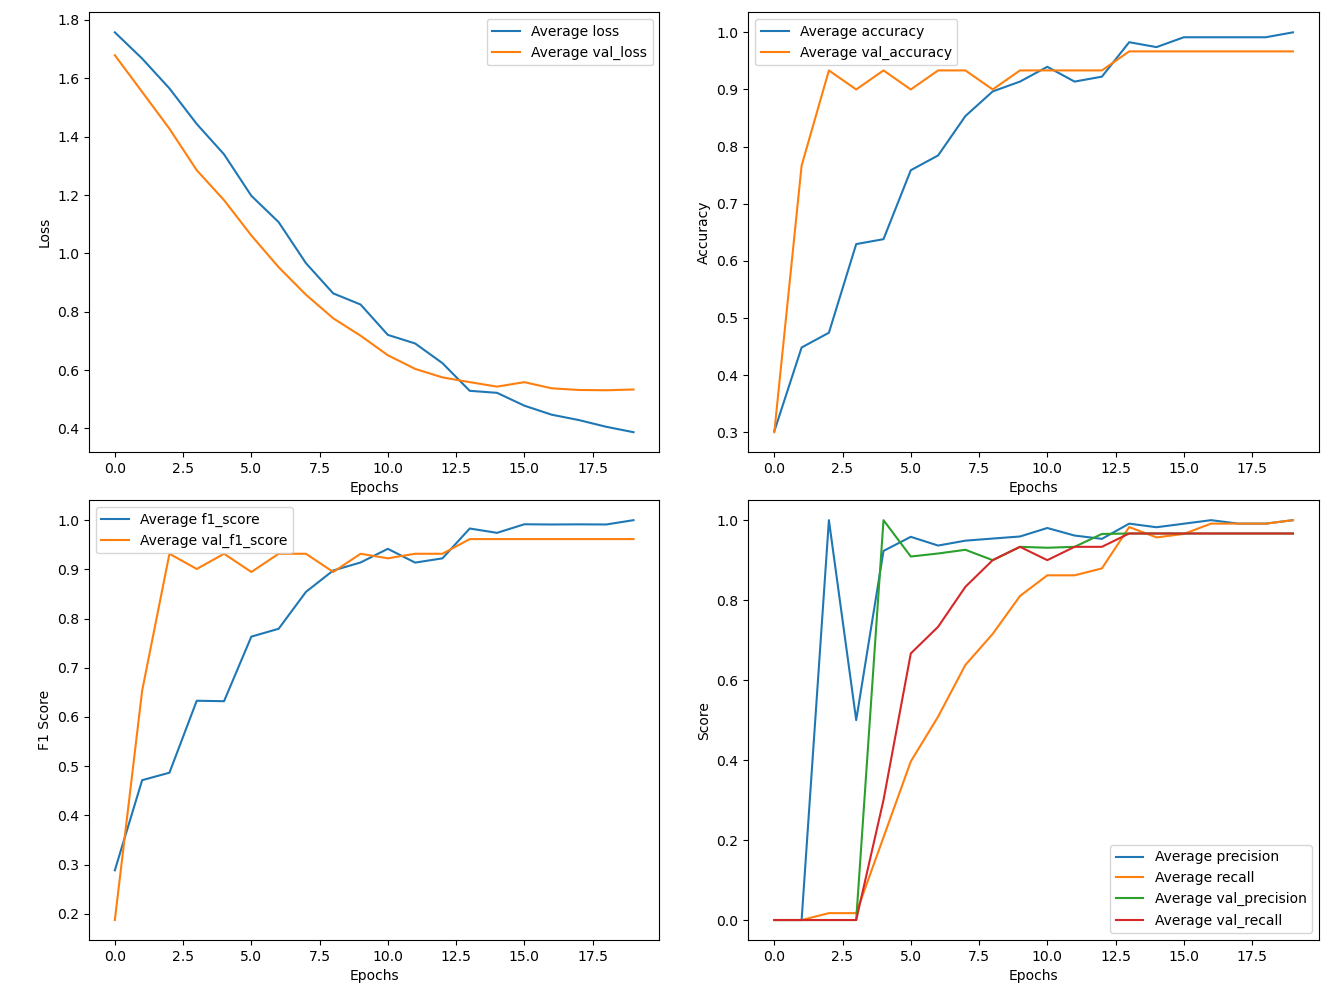 Average loss
Average val_loss
1.8
1.6
1.4
1.2
1.0
0.8
0.6
0.4
Loss
0.0 2.5 5.0 7.5 10.0 12.5 15.0 17.5
Epochs
Average accuracy
Average val_accuracy
1.0
0.9
0.8
0.7
0.6
0.5
0.4
0.3
Accuracy
0.0 2.5 5.0 7.5 10.0 12.5 15.0 17.5
Epochs
Average f1_score
Average val_f1_score
1.0
0.9
0.8
0.7
0.6
0.5
0.4
0.3
0.2
F1 Score
0.0 2.5 5.0 7.5 10.0 12.5 15.0 17.5
Epochs
1.0
0.8
0.6
0.4
0.2
0.0
Score
Average precision
Average recall
Average val_precision
Average val_recall
0.0 2.5 5.0 7.5 10.0 12.5 15.0 17.5
Epochs